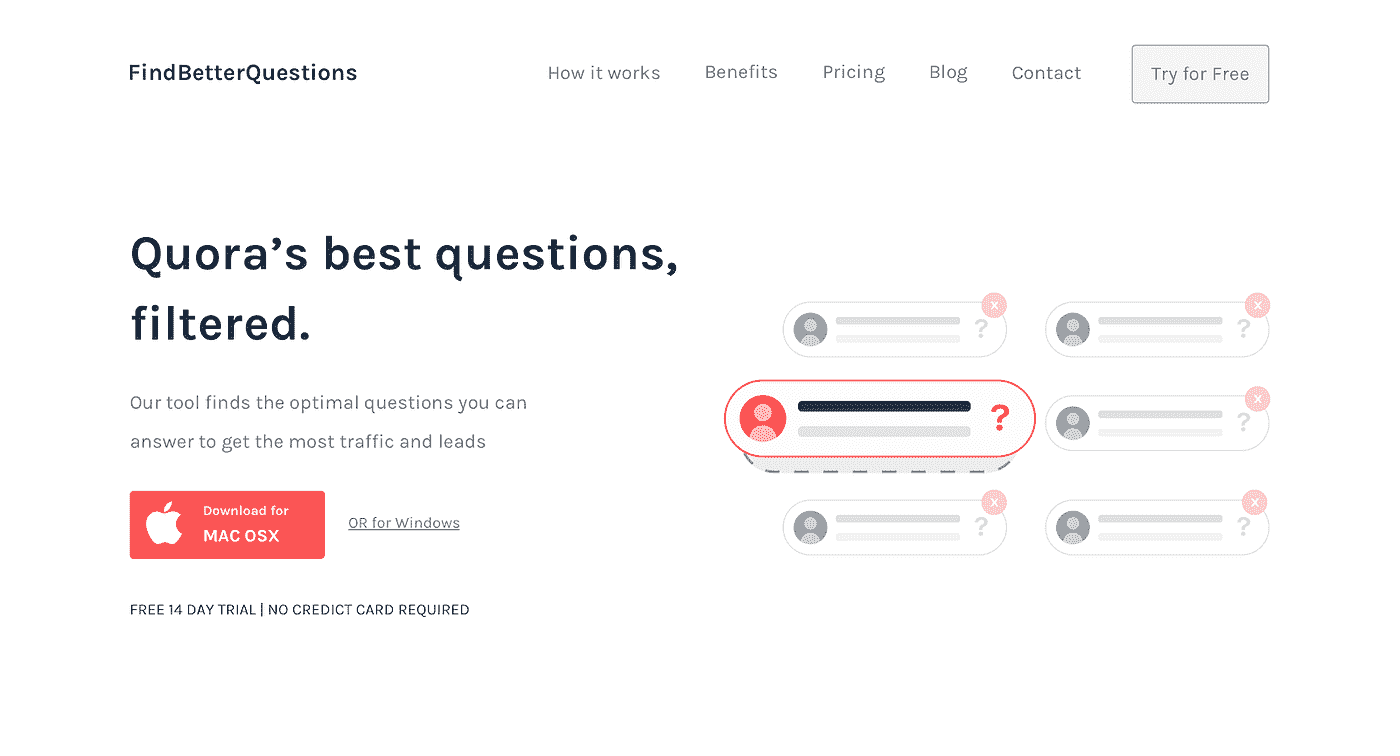 FindBetterQuestions
How it works
Benefits
Pricing
Blog
Contact
Try for Free
Quora’s best questions,
filtered.
Our tool finds the optimal questions you can
answer to get the most traffic and leads
Download for
MAC OSX
OR for Windows
FREE 14 DAY TRIAL | NO CREDICT CARD REQUIRED
x
x
?
?
?
x
?
x
x
?
?